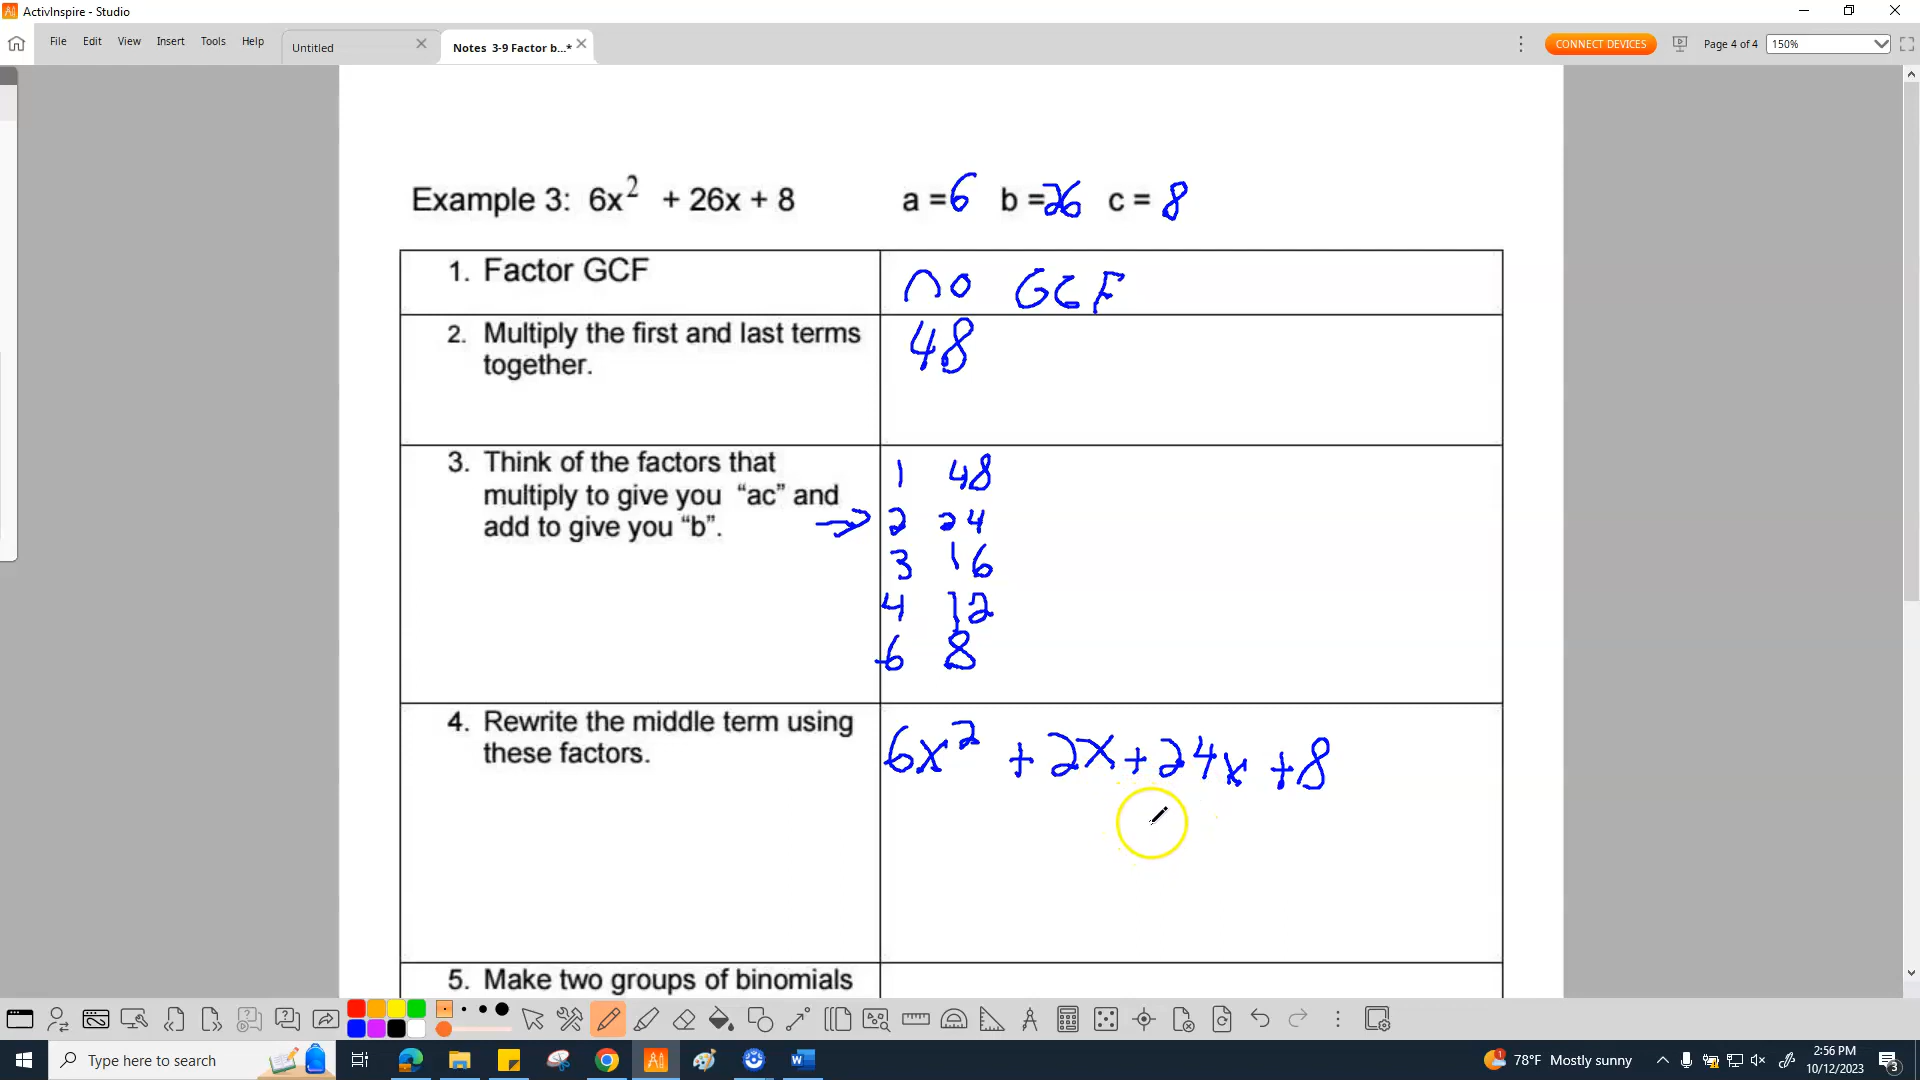 ActivInspire - Studio
File Edit View Insert Tools Help
Untitled
Notes 3-9 Factor b...*
CONNECT DEVICES
Page 4 of 4
150%
Example 3: 6x² + 26x + 8 a = 6 b = 26 c = 8
1. Factor GCF
no GCF
2. Multiply the first and last terms
together.
48
3. Think of the factors that
multiply to give you “ac” and
add to give you “b”.
1 48
→ 2 24
3 16
4 12
6 8
4. Rewrite the middle term using
these factors.
6x² + 2x + 24x + 8
5. Make two groups of binomials
Type here to search
78°F Mostly sunny
2:56 PM
10/12/2023
3